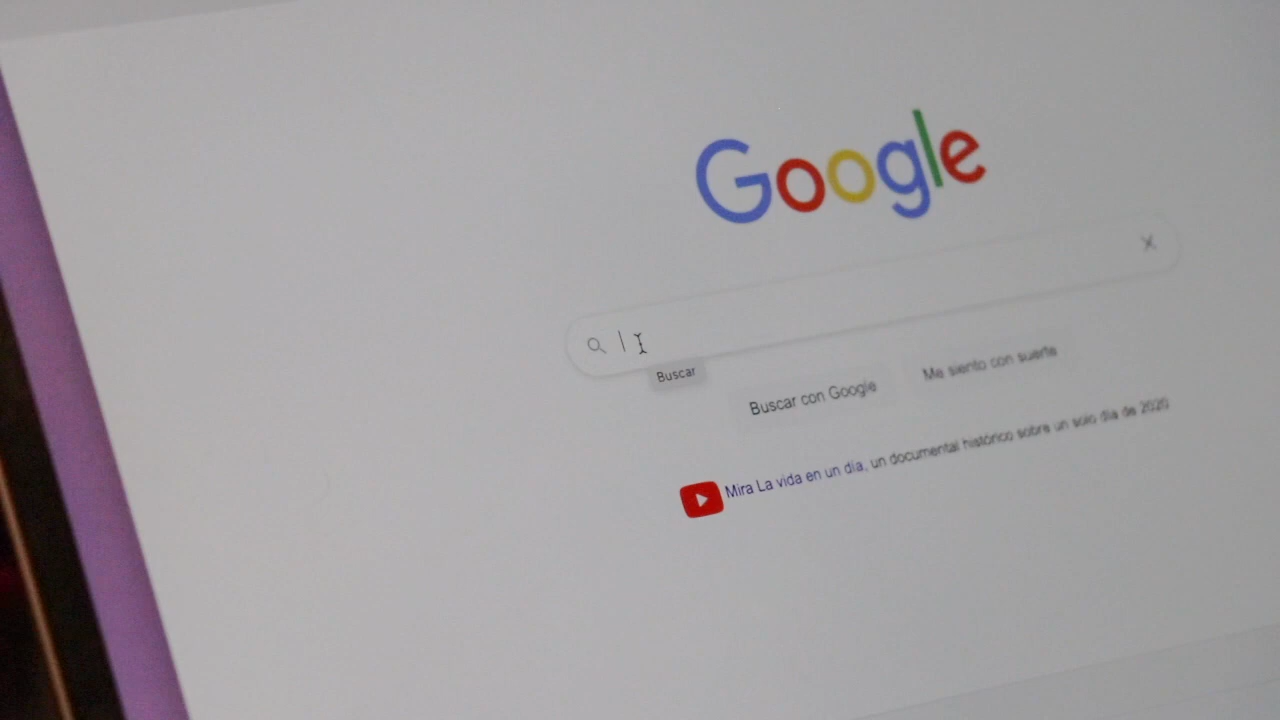 Google
Buscar
Buscar con Google
Me siento con suerte
Mira La vida en un día, un documental histórico sobre un solo día de 2020